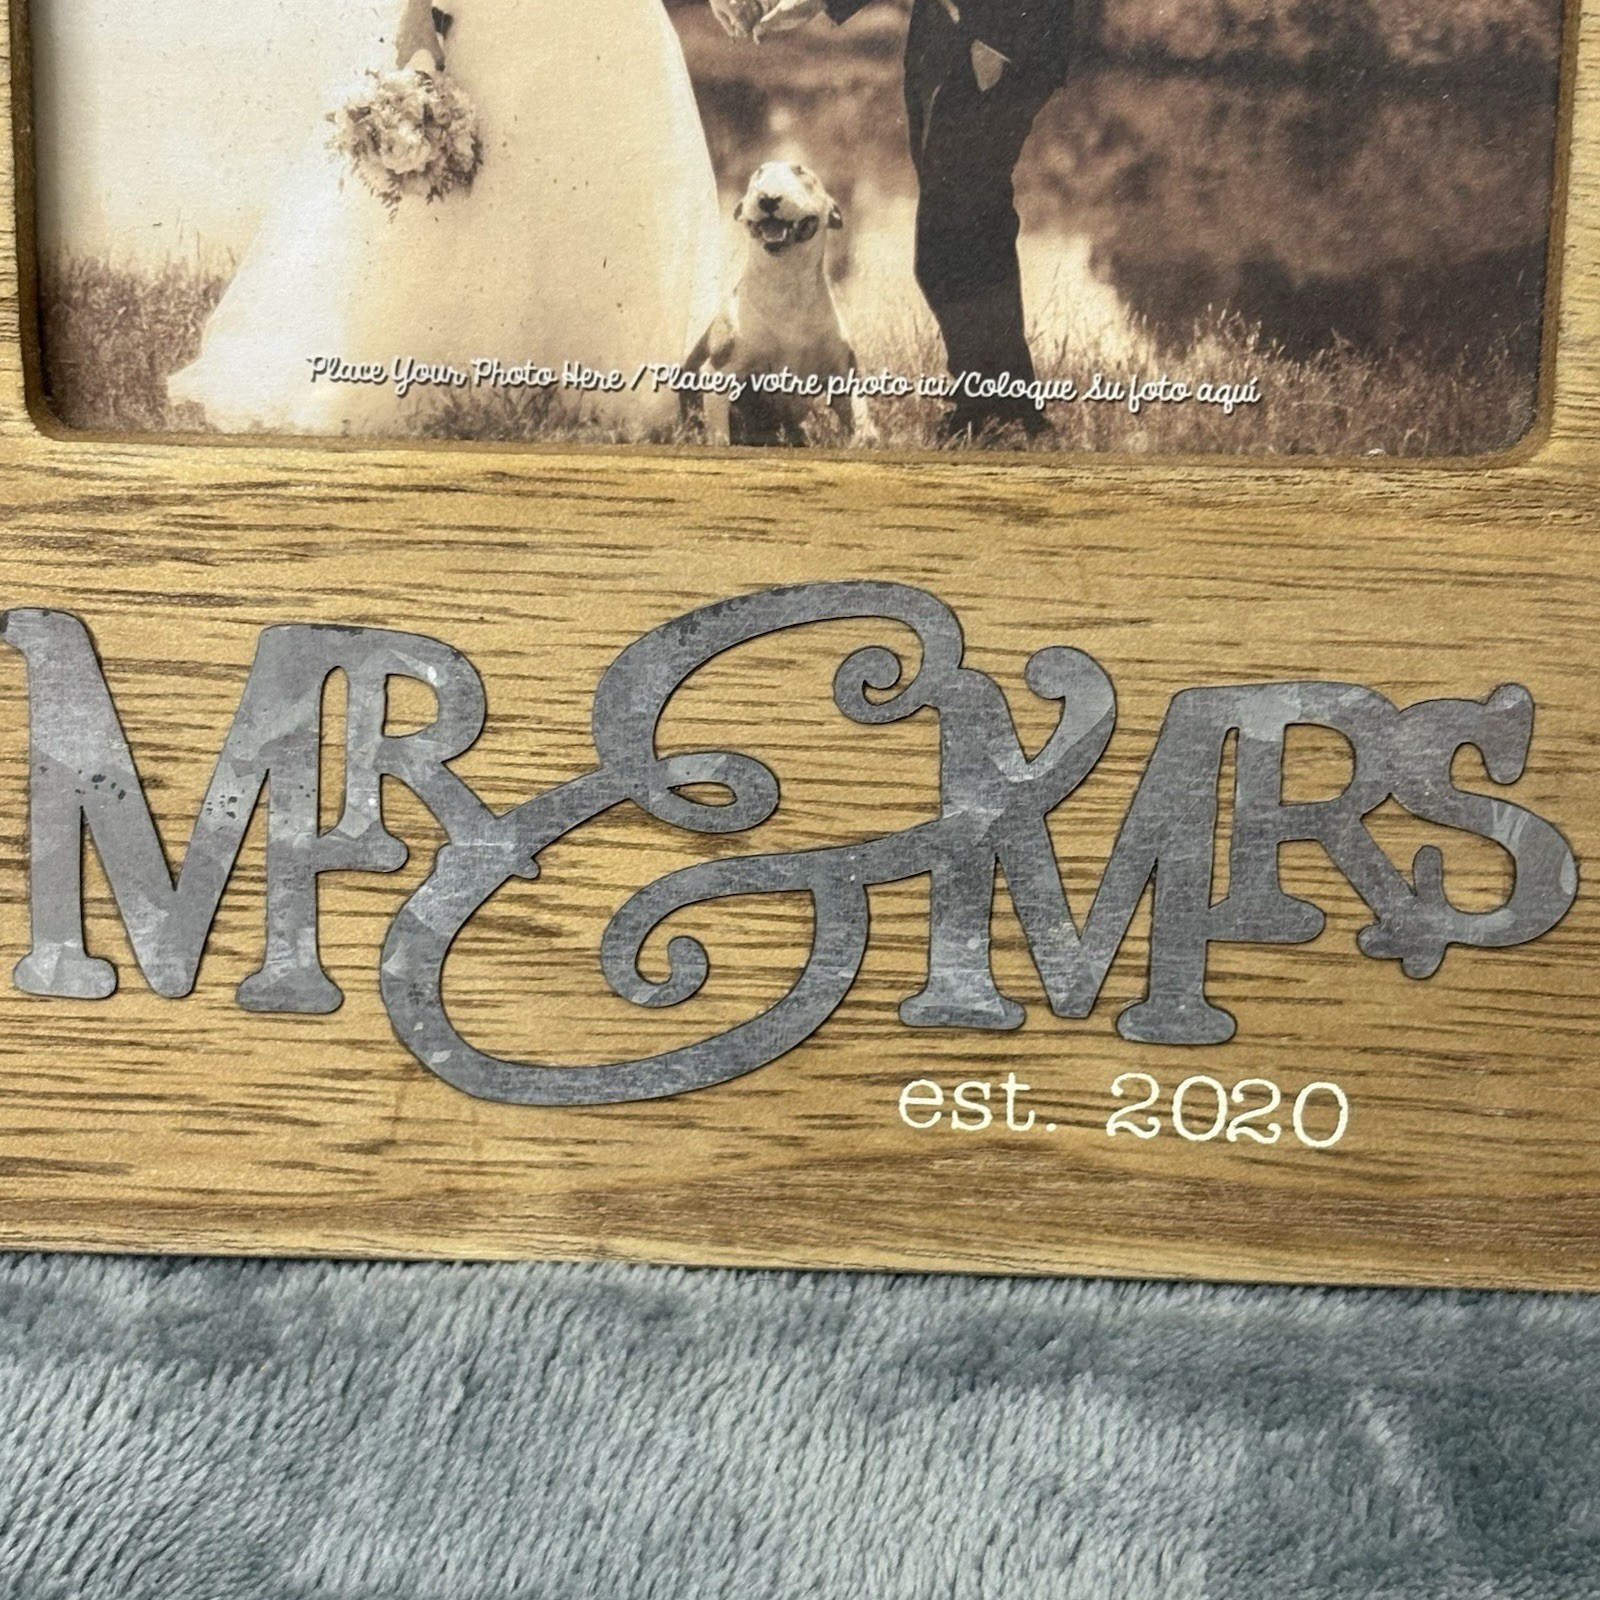 Place Your Photo Here / Placez votre photo ici/Coloque Su foto aquí
MR & MRS
est. 2020